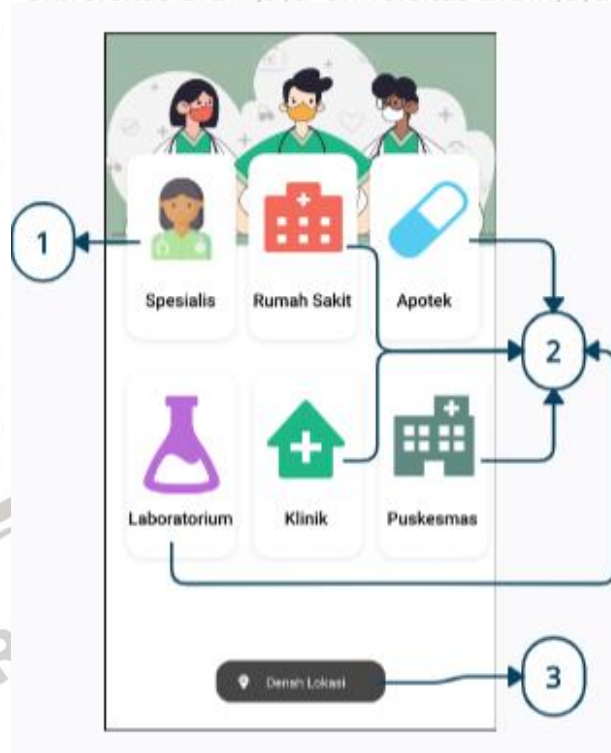 1
Spesialis Rumah Sakit Apotek
2
Laboratorium Klinik Puskesmas
Denah Lokasi
3